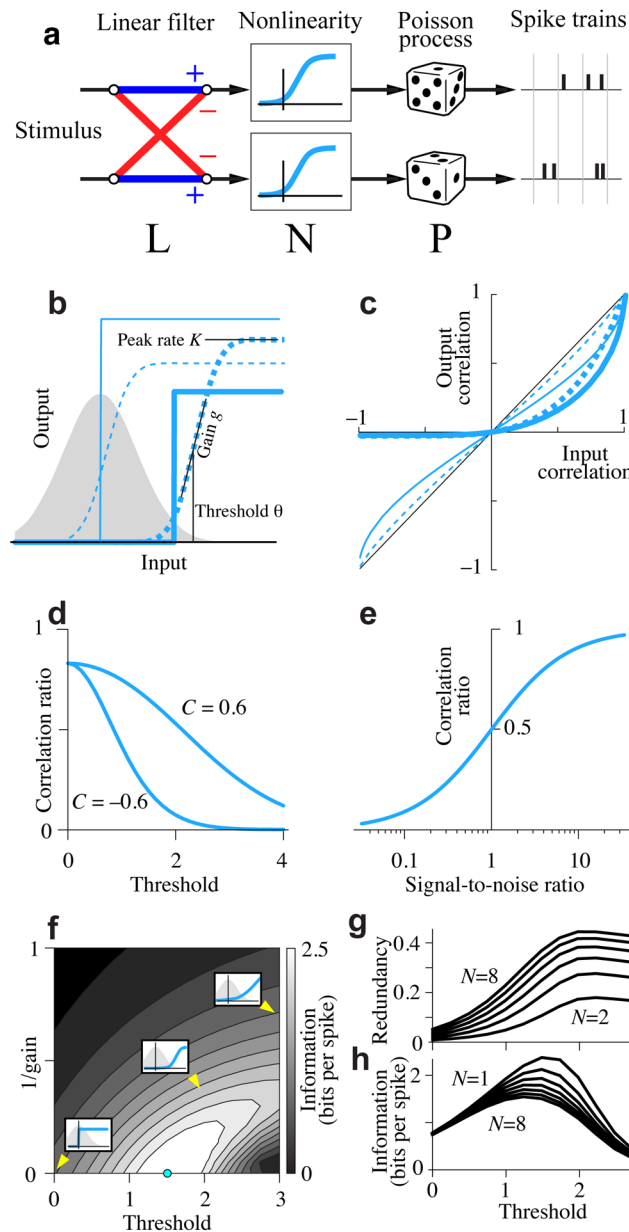 a
Linear filter
Nonlinearity
Poisson
process
Spike trains
+
−
Stimulus
−
+
L
N
P
b
Peak rate K
Output
Gain g
Threshold θ
Input
c
1
Output
correlation
−1
1
Input
correlation
−1
d
1
Correlation ratio
C = 0.6
C = −0.6
0
0
2
4
Threshold
e
1
Correlation
ratio
0.5
0.1
1
10
Signal-to-noise ratio
f
1
1/gain
0
0
1
2
3
Threshold
2.5
Information
(bits per spike)
0
g
0.4
Redundancy
0.2
0
N=8
N=2
h
2
Information
(bits per spike)
1
0
N=1
N=8
0
1
2
Threshold